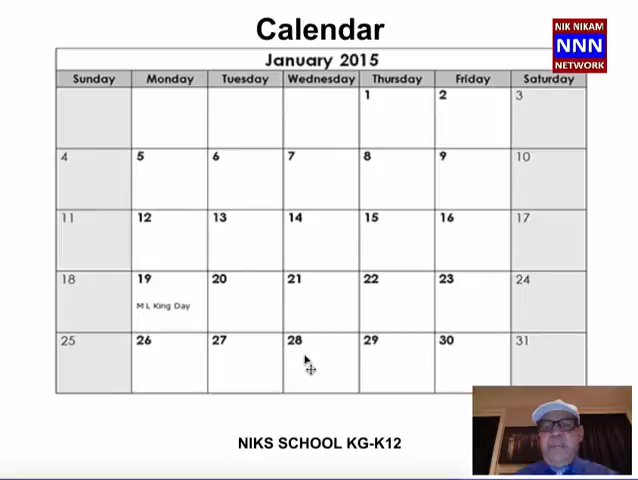 Calendar
NIK NIKAM
NNN
NETWORK
January 2015
Sunday Monday Tuesday Wednesday Thursday Friday Saturday
1 2 3
4 5 6 7 8 9 10
11 12 13 14 15 16 17
18 19 20 21 22 23 24
M L King Day
25 26 27 28 29 30 31
NIKS SCHOOL KG-K12